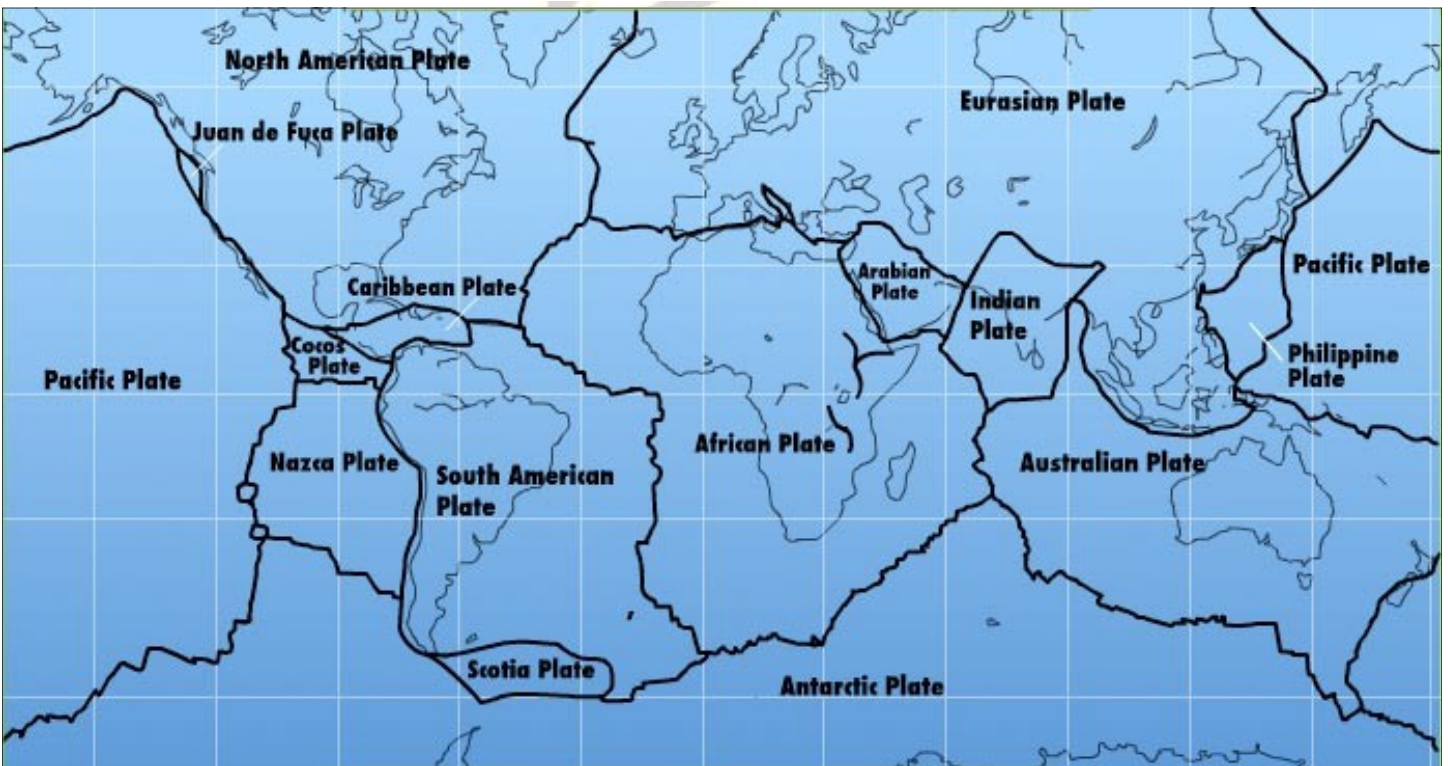 North American Plate
Eurasian Plate
Juan de Fuca Plate
Caribbean Plate
Arabian
Plate
Indian
Plate
Pacific Plate
Cocos
Plate
Philippine
Plate
Pacific Plate
Nazca Plate
South American
Plate
African Plate
Australian Plate
Scotia Plate
Antarctic Plate